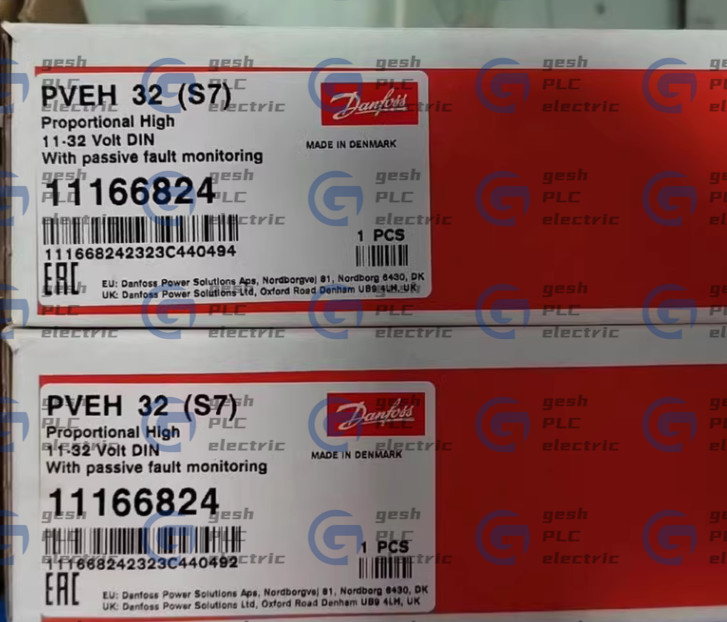 PVEH 32 (S7)
Danfoss
Proportional High
11-32 Volt DIN
MADE IN DENMARK
With passive fault monitoring
11166824
1 PCS
111668242323C440494
EAC
EU: Danfoss Power Solutions Aps, Nordborgvej 81, Nordborg 6430, DK
UK: Danfoss Power Solutions Ltd, Oxford Road Denham UB9 4LH, UK
PVEH 32 (S7)
Danfoss
Proportional High
11-32 Volt DIN
MADE IN DENMARK
With passive fault monitoring
11166824
1 PCS
111668242323C440492
EAC
EU: Danfoss Power Solutions Aps, Nordborgvej 81, Nordborg 6430, DK
UK: Danfoss Power Solutions Ltd, Oxford Road Denham UB9 4LH, UK
gesh
PLC
electric